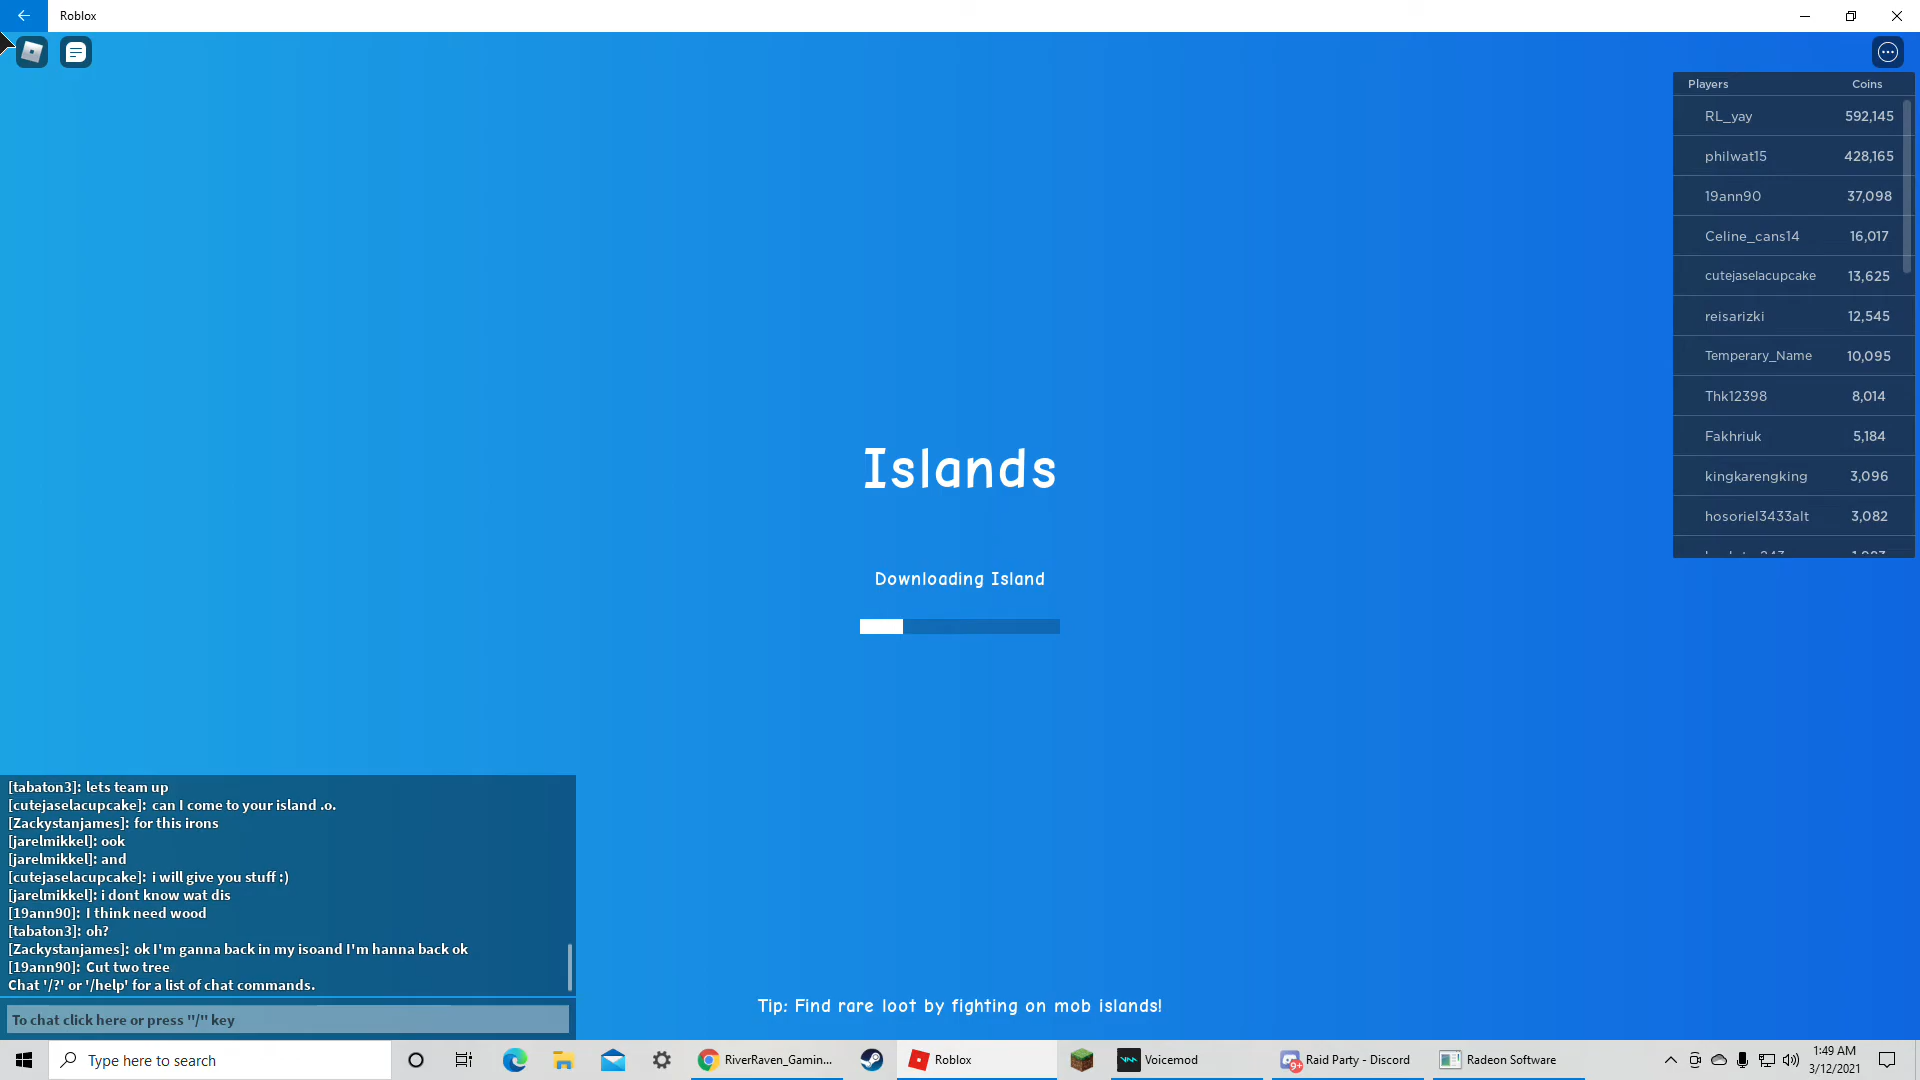 Roblox
Players Coins
RL_yay 592,145
philwat15 428,165
19ann90 37,098
Celine_cans14 16,017
cutejaselacupcake 13,625
reisarizki 12,545
Temperary_Name 10,095
Thk12398 8,014
Fakhriuk 5,184
kingkarengking 3,096
hosoriel3433alt 3,082
Islands
Downloading Island
[tabaton3]: lets team up
[cutejaselacupcake]: can I come to your island .o.
[Zackystanjames]: for this irons
[jarelmikkel]: ook
[jarelmikkel]: and
[cutejaselacupcake]: i will give you stuff :)
[jarelmikkel]: i dont know wat dis
[19ann90]: I think need wood
[tabaton3]: oh?
[Zackystanjames]: ok I'm ganna back in my isoand I'm hanna back ok
[19ann90]: Cut two tree
Chat '/?' or '/help' for a list of chat commands.
To chat click here or press "/" key
Tip: Find rare loot by fighting on mob islands!
Type here to search
RiverRaven_Gamin...
Roblox
Voicemod
9+
Raid Party - Discord
Radeon Software
1:49 AM
3/12/2021